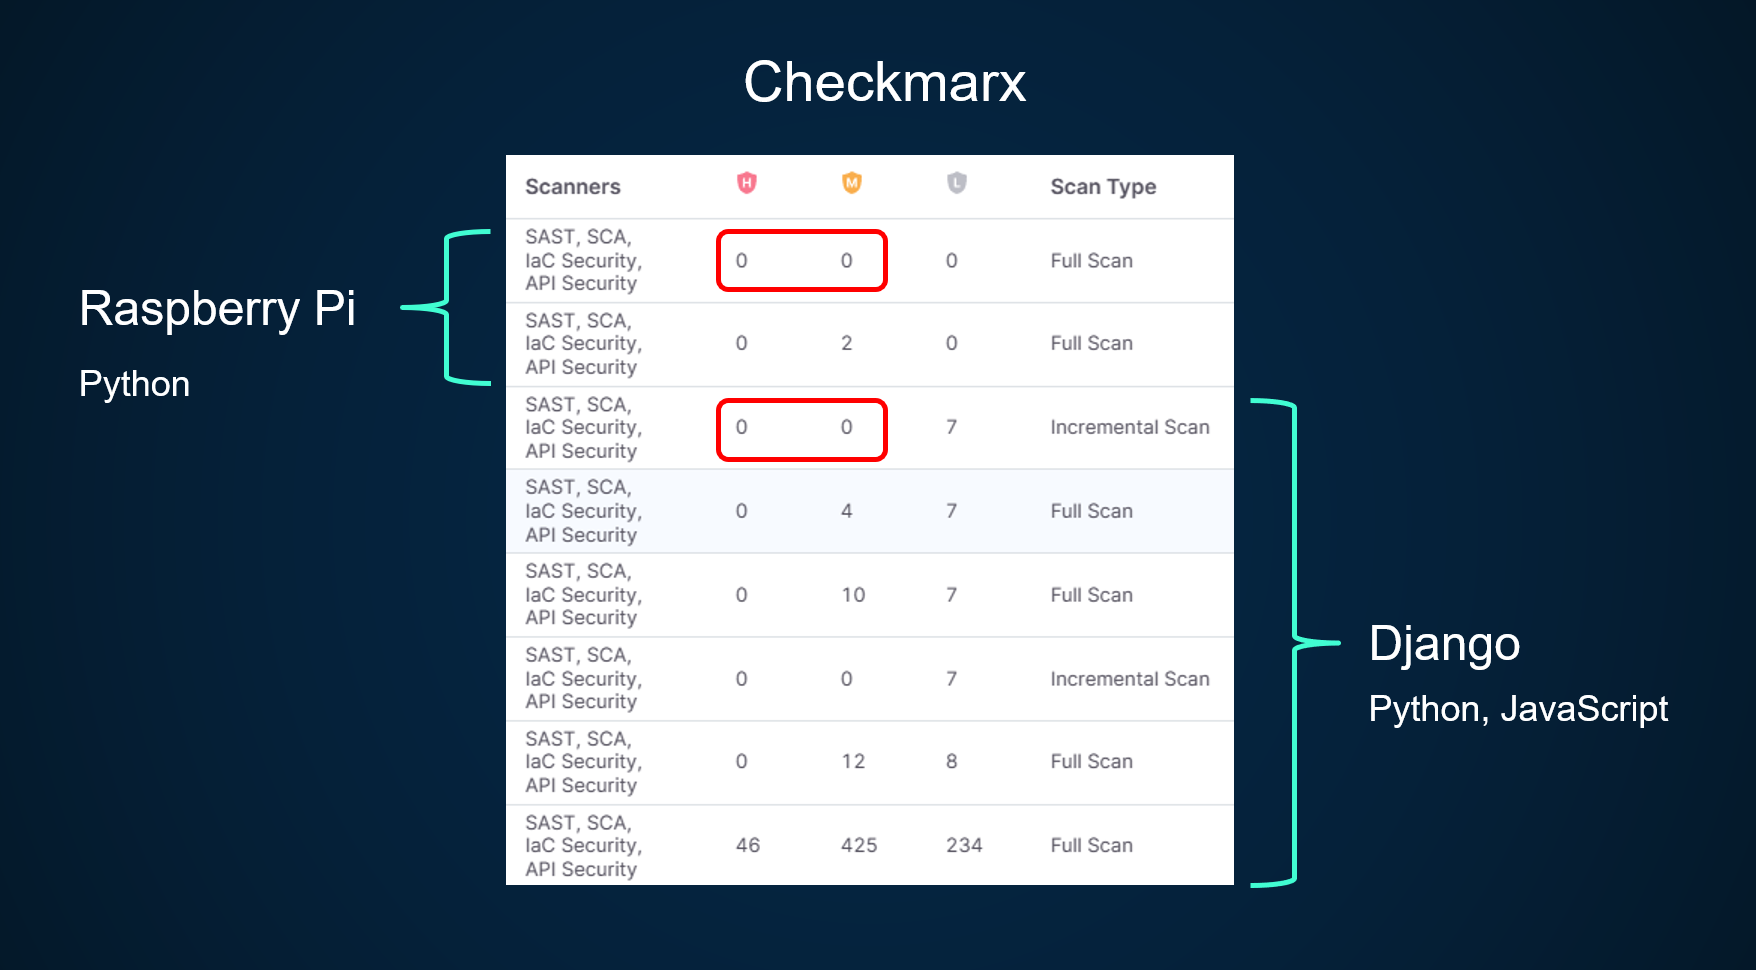 Checkmarx
Scanners H M L Scan Type
SAST, SCA,
IaC Security, 0 0 0 Full Scan
API Security
SAST, SCA,
IaC Security, 0 2 0 Full Scan
API Security
SAST, SCA,
IaC Security, 0 0 7 Incremental Scan
API Security
SAST, SCA,
IaC Security, 0 4 7 Full Scan
API Security
SAST, SCA,
IaC Security, 0 10 7 Full Scan
API Security
SAST, SCA,
IaC Security, 0 0 7 Incremental Scan
API Security
SAST, SCA,
IaC Security, 0 12 8 Full Scan
API Security
SAST, SCA,
IaC Security, 46 425 234 Full Scan
API Security
Raspberry Pi
Python
Django
Python, JavaScript